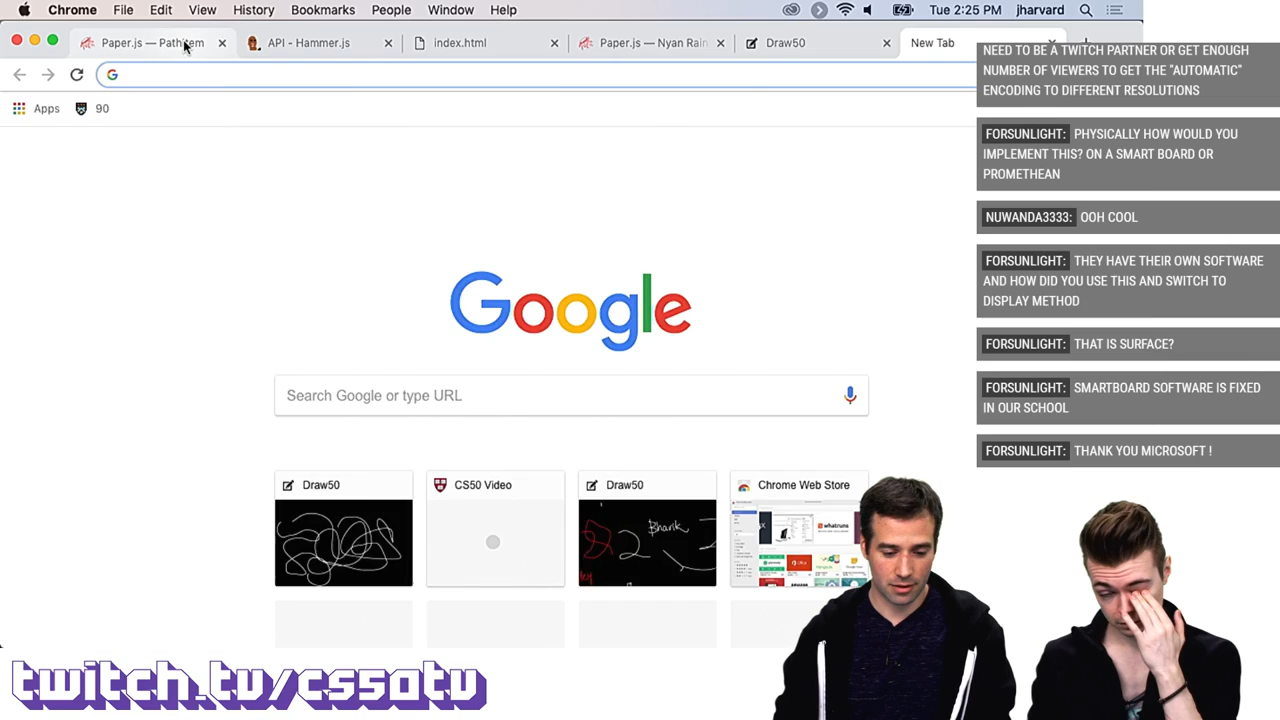 Chrome File Edit View History Bookmarks People Window Help Tue 2:25 PM jharvard
Paper.js — PathItem API - Hammer.js index.html Paper.js — Nyan Rain Draw50 New Tab
Apps 90
Google
Search Google or type URL
Draw50 CS50 Video Draw50 Chrome Web Store
Bhavik
2
whatruns
NEED TO BE A TWITCH PARTNER OR GET ENOUGH
NUMBER OF VIEWERS TO GET THE "AUTOMATIC"
ENCODING TO DIFFERENT RESOLUTIONS
FORSUNLIGHT: PHYSICALLY HOW WOULD YOU
IMPLEMENT THIS? ON A SMART BOARD OR
PROMETHEAN
NUWANDA3333: OOH COOL
FORSUNLIGHT: THEY HAVE THEIR OWN SOFTWARE
AND HOW DID YOU USE THIS AND SWITCH TO
DISPLAY METHOD
FORSUNLIGHT: THAT IS SURFACE?
FORSUNLIGHT: SMARTBOARD SOFTWARE IS FIXED
IN OUR SCHOOL
FORSUNLIGHT: THANK YOU MICROSOFT !
twitch.tv/cs50tv